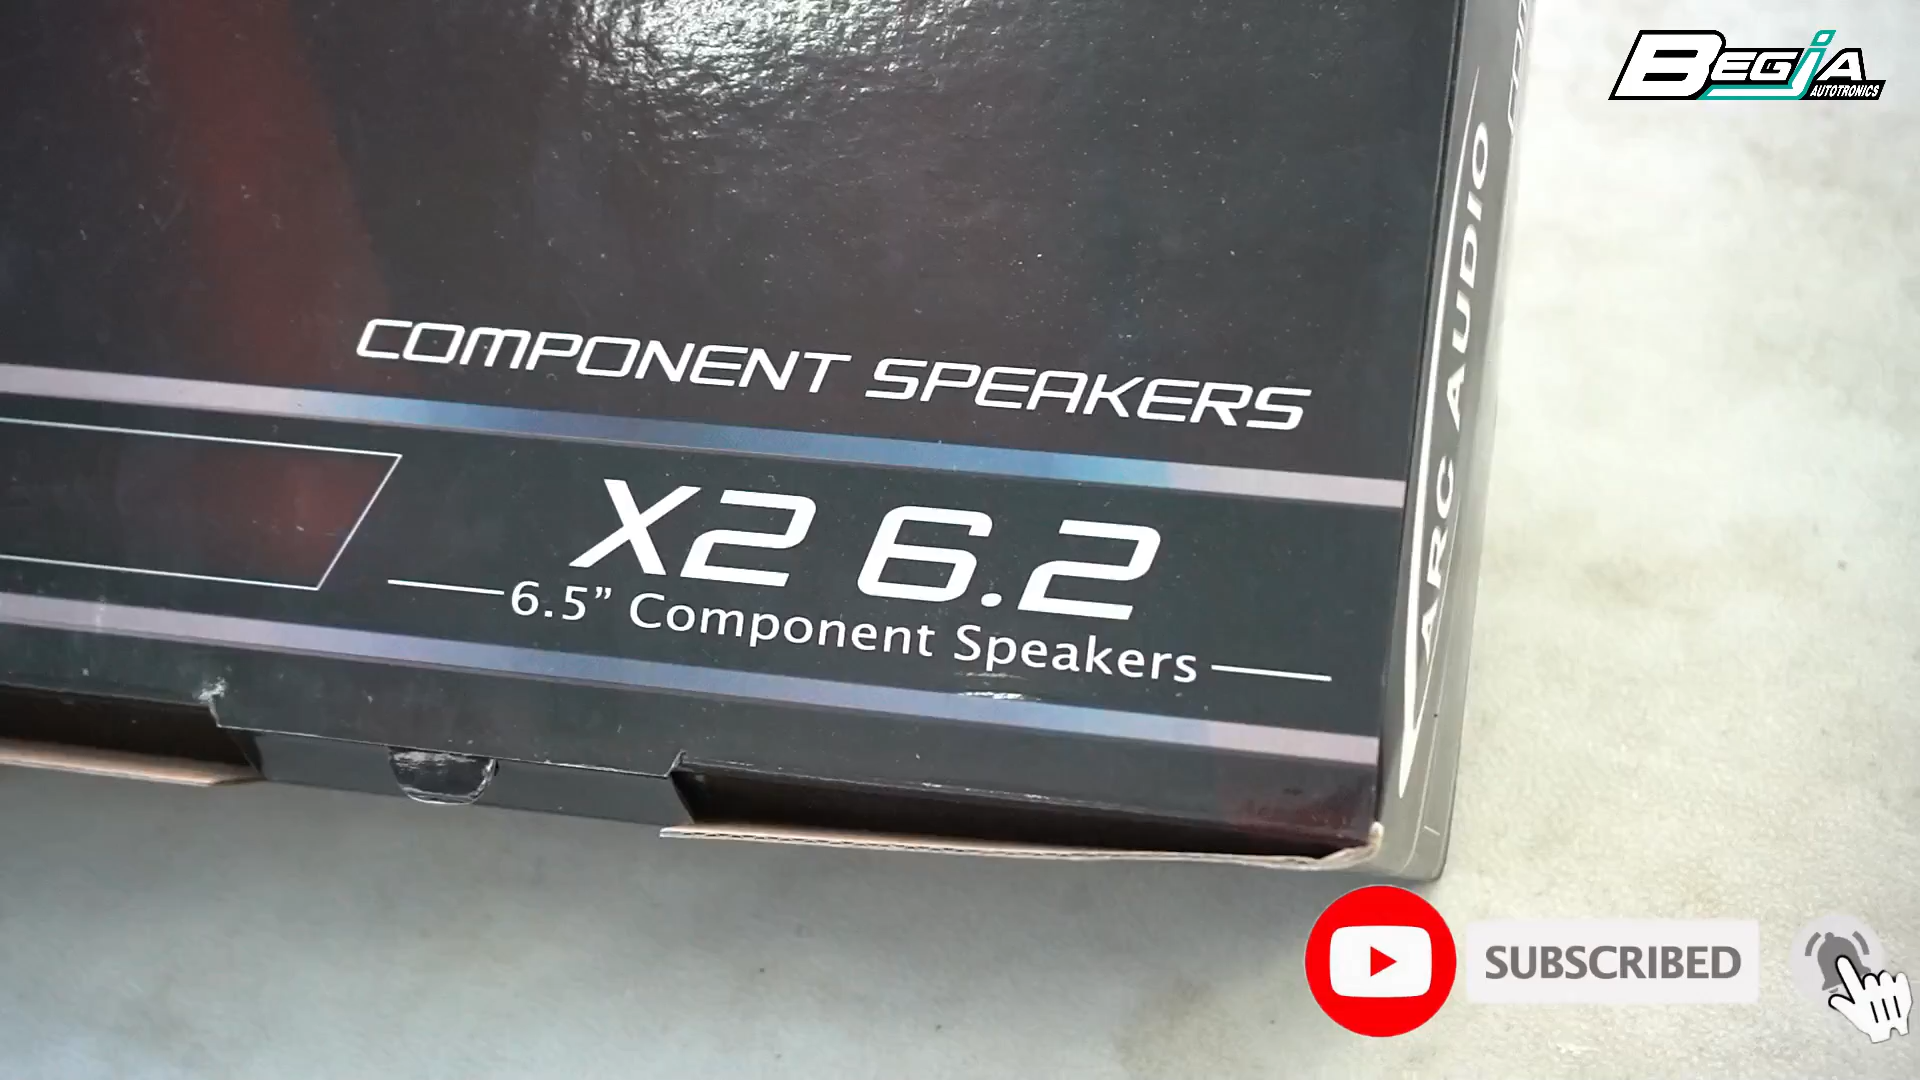 BEGJA
AUTOTRONICS
COMPONENT SPEAKERS
X2 6.2
6.5” Component Speakers
ARC AUDIO
SUBSCRIBED